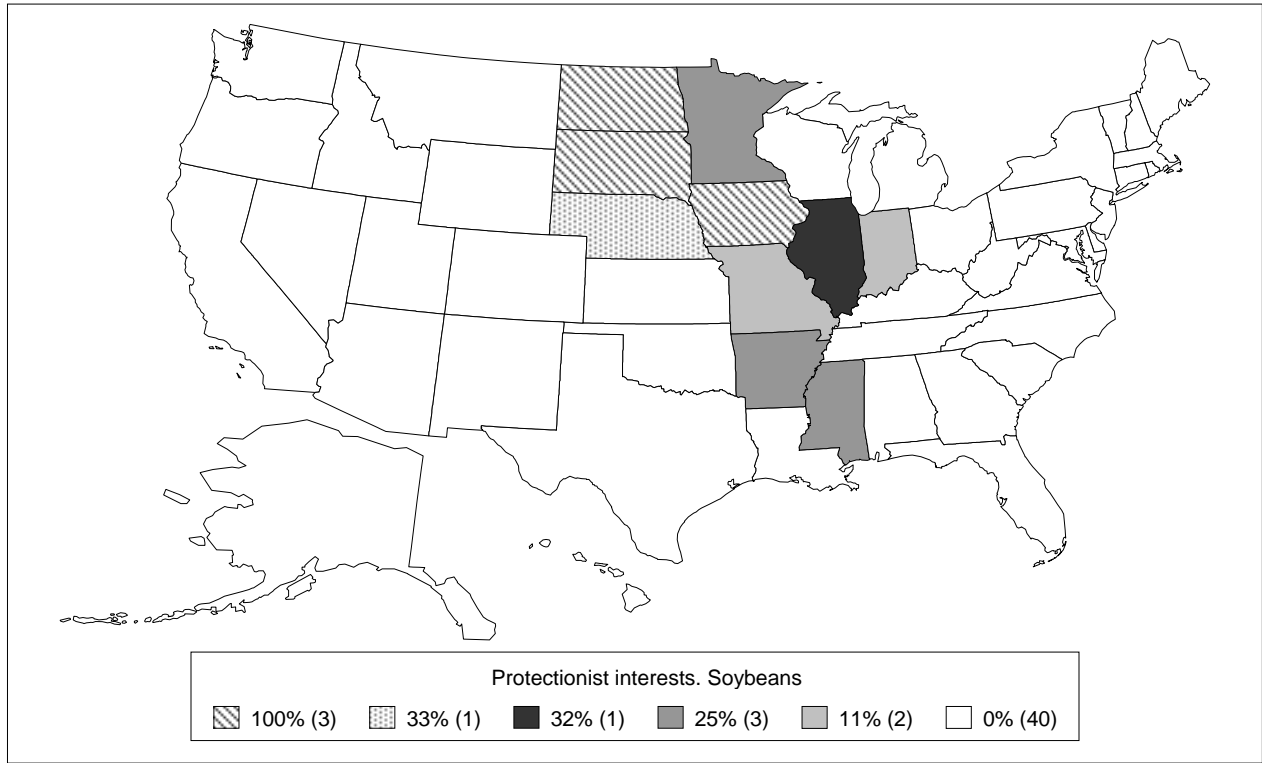 Protectionist interests. Soybeans
100% (3) 33% (1) 32% (1) 25% (3) 11% (2) 0% (40)